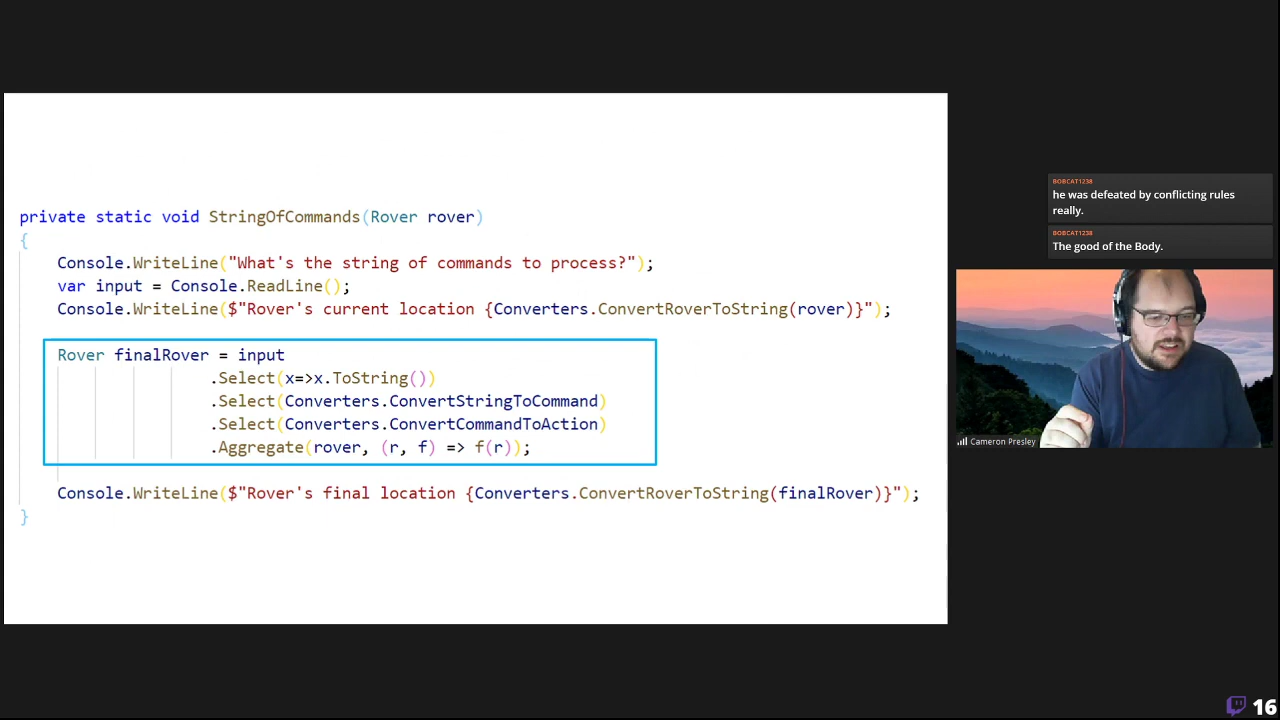 private static void StringOfCommands(Rover rover)
{
Console.WriteLine("What's the string of commands to process?");
var input = Console.ReadLine();
Console.WriteLine($"Rover's current location {Converters.ConvertRoverToString(rover)}");
Rover finalRover = input
.Select(x=>x.ToString())
.Select(Converters.ConvertStringToCommand)
.Select(Converters.ConvertCommandToAction)
.Aggregate(rover, (r, f) => f(r));
Console.WriteLine($"Rover's final location {Converters.ConvertRoverToString(finalRover)}");
}
BOBCAT1238
he was defeated by conflicting rules
really.
BOBCAT1238
The good of the Body.
Cameron Presley
16